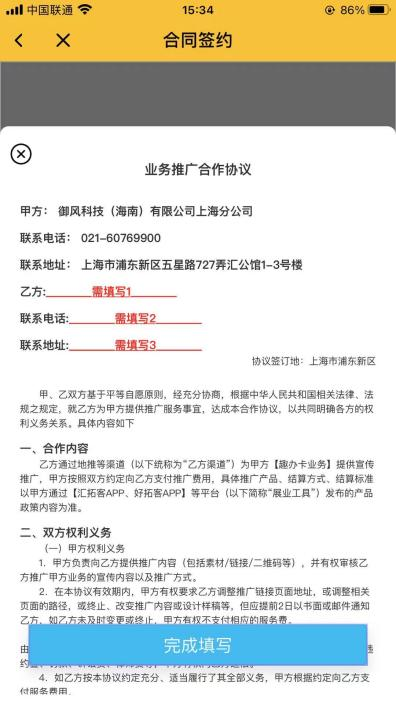 中国联通
15:34
86%
合同签约
业务推广合作协议
甲方： 御风科技（海南）有限公司上海分公司
联系电话： 021-60769900
联系地址： 上海市浦东新区五星路727弄汇公馆1-3号楼
乙方:需填写1
联系电话:需填写2
联系地址:需填写3
协议签订地：上海市浦东新区
甲、乙双方基于平等自愿原则，经充分协商，根据中华人民共和国相关法律、法
规之规定，就乙方为甲方提供推广服务事宜，达成本合作协议，以共同明确各方的权
利义务关系。具体内容如下
一、合作内容
乙方通过地推等渠道（以下统称为“乙方渠道”）为甲方【趣办卡业务】提供宣传
推广，甲方按照双方约定向乙方支付推广费用，具体推广产品、结算方式、结算标准
以甲方通过【汇拓客APP、好拓客APP】等平台（以下简称“展业工具”）发布的产品
政策内容为准。
二、双方权利义务
（一）甲方权利义务
1．甲方负责向乙方提供推广内容（包括素材/链接/二维码等），并有权审核乙
方推广甲方业务的宣传内容以及推广方式。
2．在本协议有效期内，甲方有权要求乙方调整推广链接页面地址，或调整相关
页面的路径，或终止、改变推广内容或设计样稿等，但应提前2日以书面或邮件通知
乙方，如乙方未及时变更或终止，甲方有权不支付相应的服务费。
完成填写
由
4．如乙方按本协议约定充分、适当履行了其全部义务，甲方根据约定向乙方支
付服务费用。